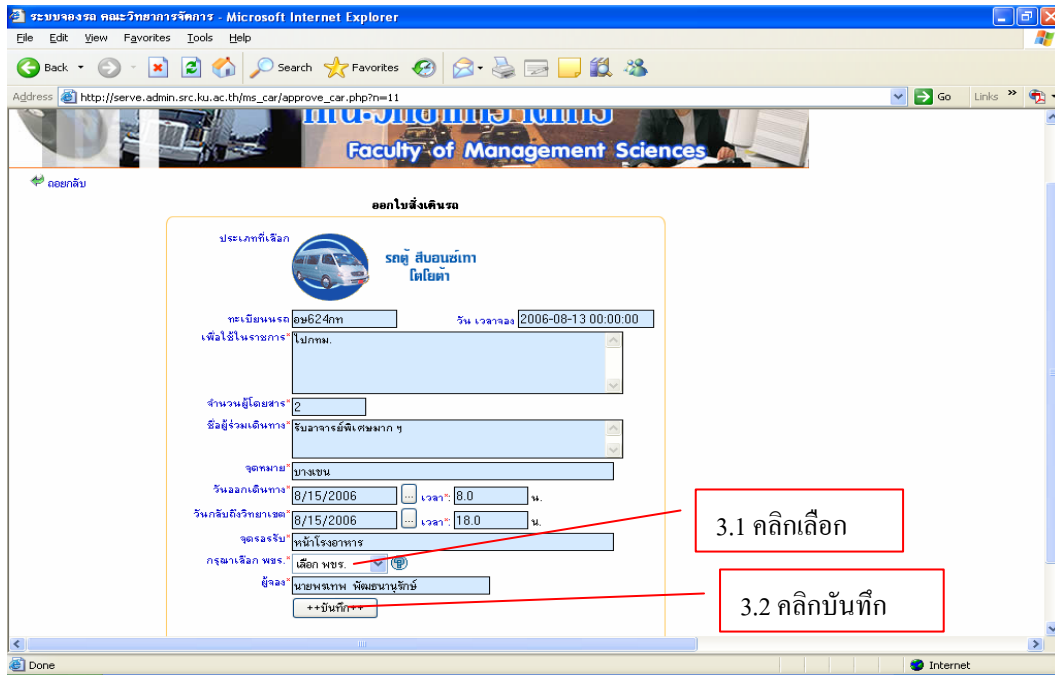 ระบบจองรถ คณะวิทยาการจัดการ - Microsoft Internet Explorer
File Edit View Favorites Tools Help
Back Search Favorites
Address http://serve.admin.src.ku.ac.th/ms_car/approve_car.php?n=11 Go Links »
Faculty of Management Sciences
ถอยกลับ
ออกใบสั่งเดินรถ
ประเภทที่เลือก
รถตู้ สีบอนซ์เทา
โตโยต้า
ทะเบียนนรถ อษ624กท วัน เวลาจอง 2006-08-13 00:00:00
เพื่อใช้ในราชการ* ไปกทม.
จำนวนผู้โดยสาร* 2
ชื่อผู้ร่วมเดินทาง* รับอาจารย์พิเศษมาก ๆ
จุดหมาย* บางเขน
วันออกเดินทาง* 8/15/2006 ... เวลา*: 8.0 น.
วันกลับถึงวิทยาเขต* 8/15/2006 ... เวลา*: 18.0 น.
จุดรอรับ* หน้าโรงอาหาร
3.1 คลิกเลือก
กรุณาเลือก พขร.* เลือก พขร.
ผู้จอง* นายพรเทพ พัฒธนานุรักษ์
++บันทึก++
3.2 คลิกบันทึก
Done Internet